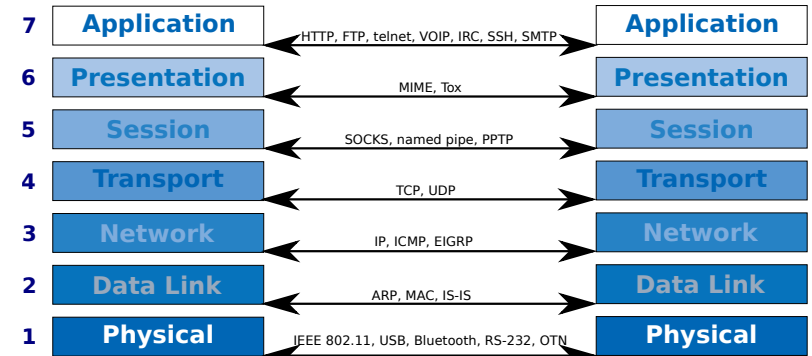 7 Application HTTP, FTP, telnet, VOIP, IRC, SSH, SMTP Application
6 Presentation MIME, Tox Presentation
5 Session SOCKS, named pipe, PPTP Session
4 Transport TCP, UDP Transport
3 Network IP, ICMP, EIGRP Network
2 Data Link ARP, MAC, IS-IS Data Link
1 Physical IEEE 802.11, USB, Bluetooth, RS-232, OTN Physical